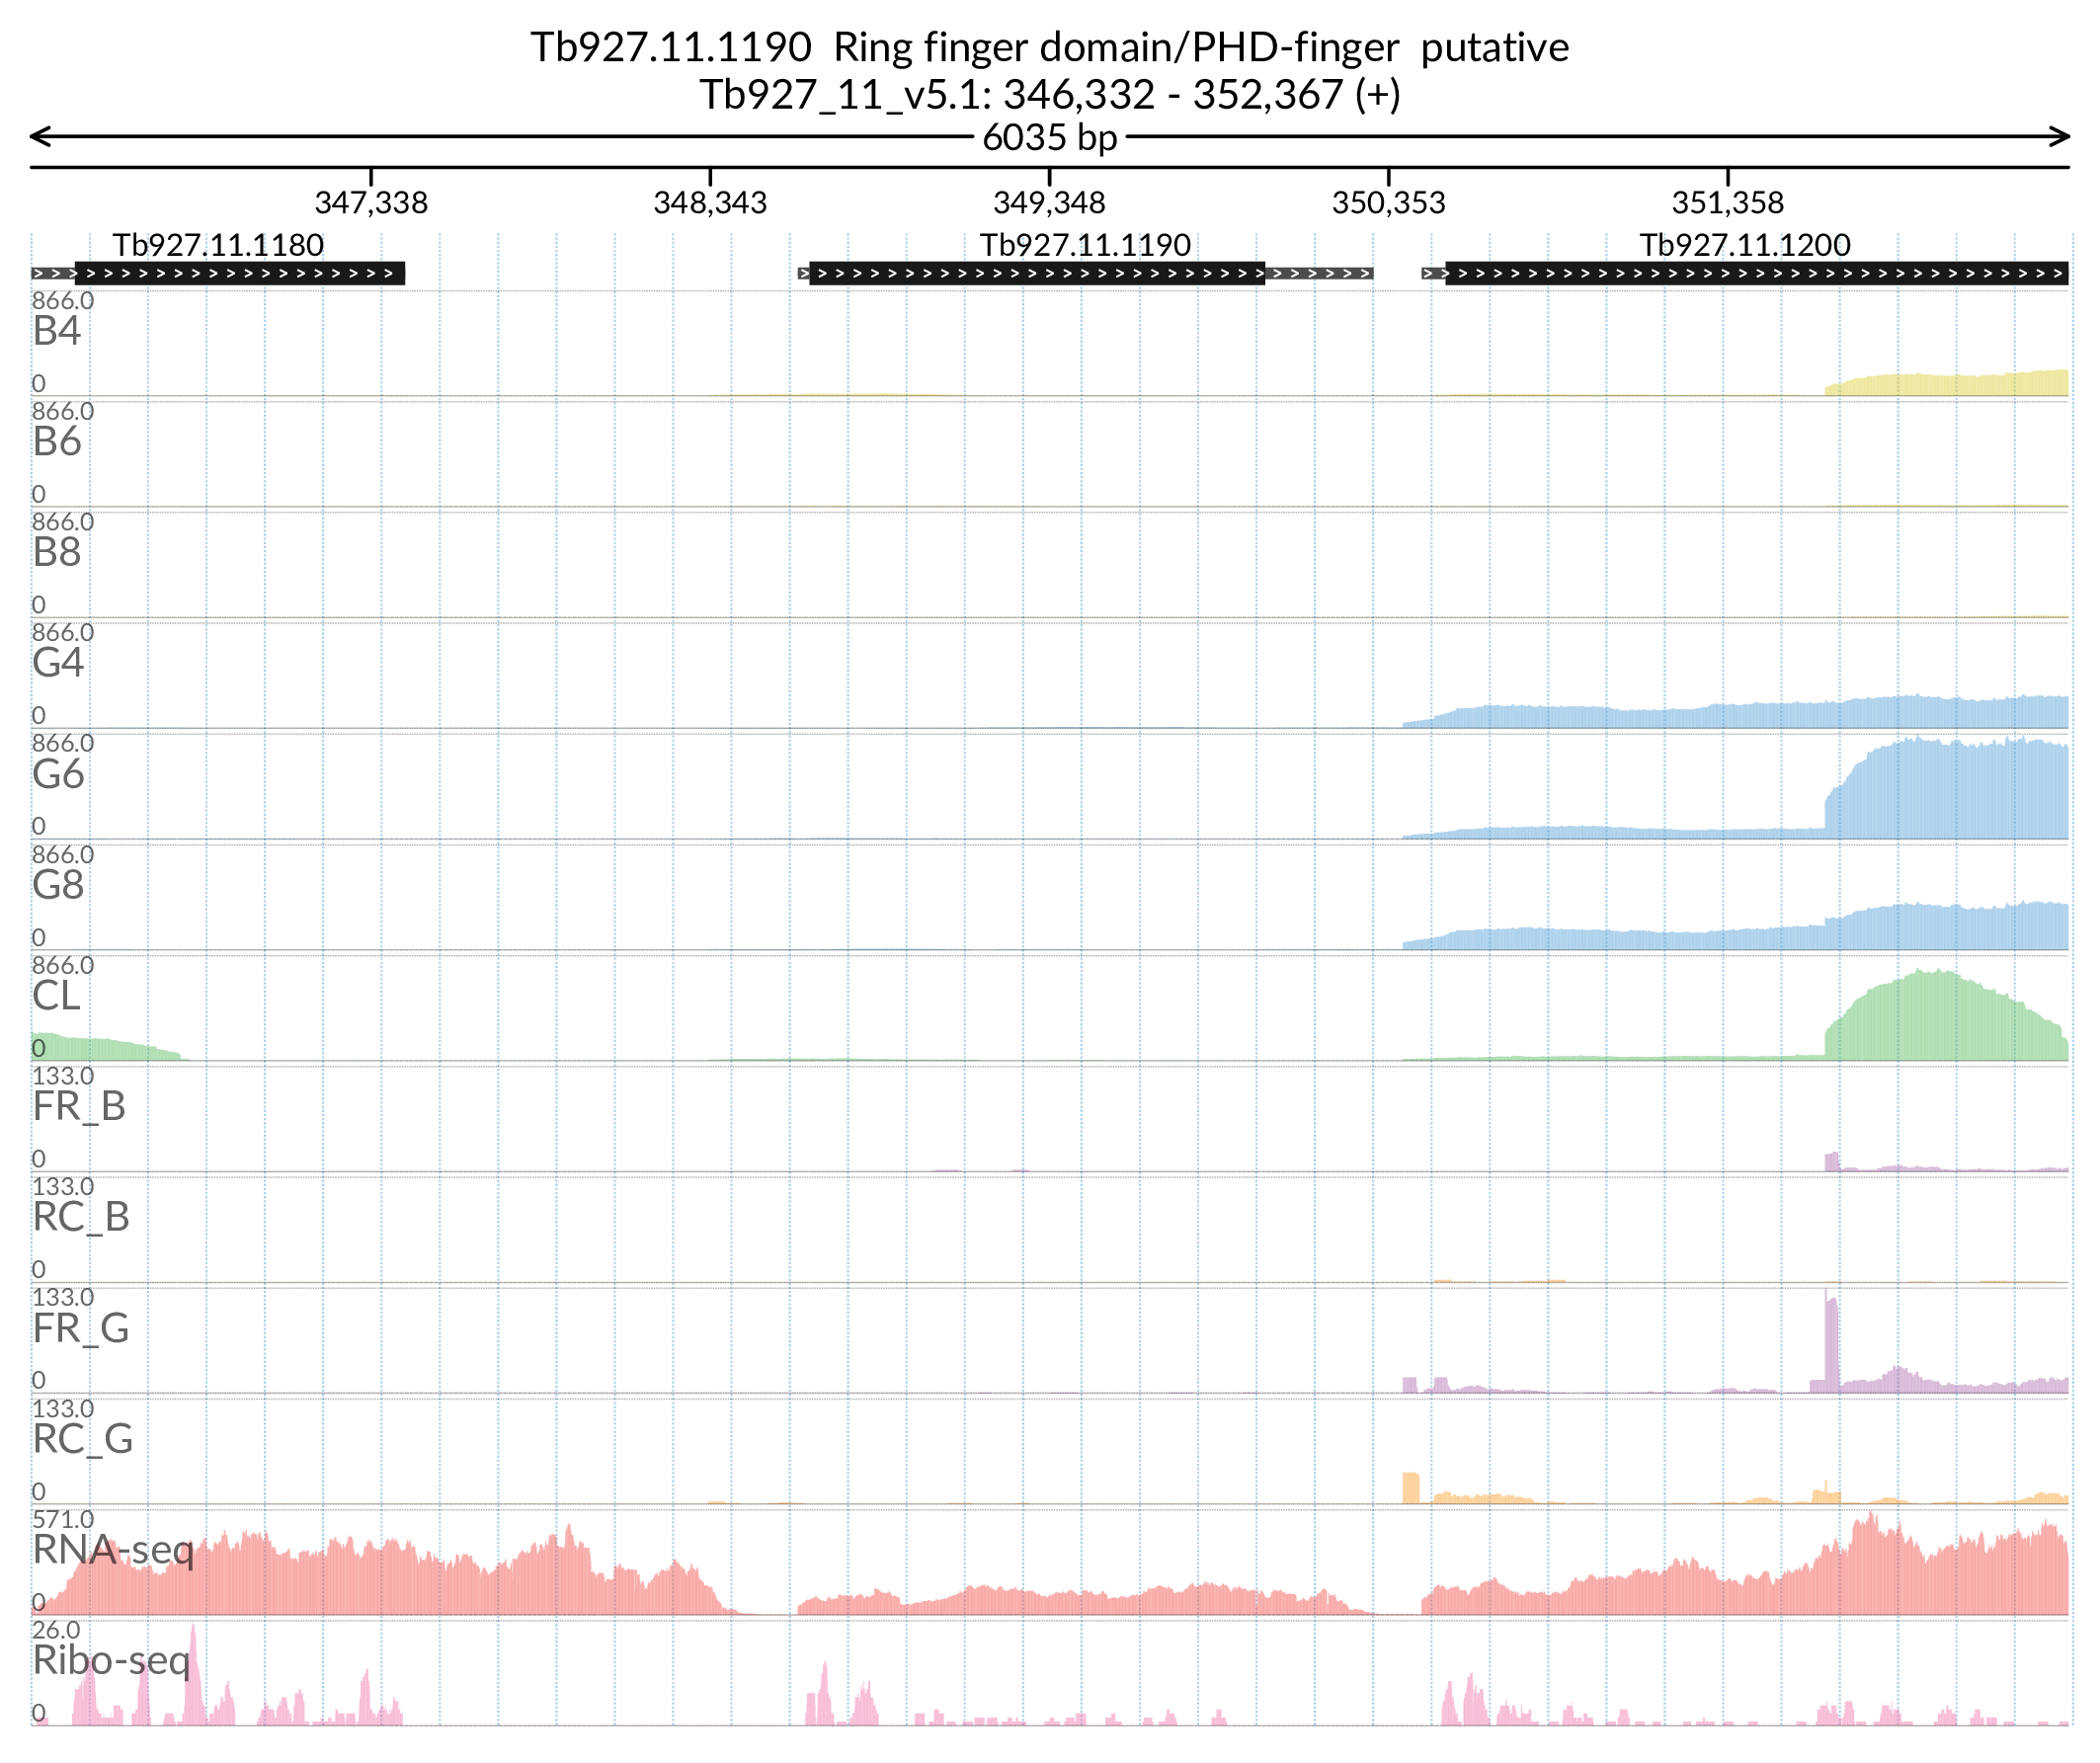 Tb927.11.1190  Ring finger domain/PHD-finger  putative
Tb927_11_v5.1: 346,332 - 352,367 (+)
6035 bp
347,338 348,343 349,348 350,353 351,358
Tb927.11.1180 Tb927.11.1190 Tb927.11.1200
866.0
B4
0
866.0
B6
0
866.0
B8
0
866.0
G4
0
866.0
G6
0
866.0
G8
0
866.0
CL
0
133.0
FR_B
0
133.0
RC_B
0
133.0
FR_G
0
133.0
RC_G
0
571.0
RNA-seq
0
26.0
Ribo-seq
0